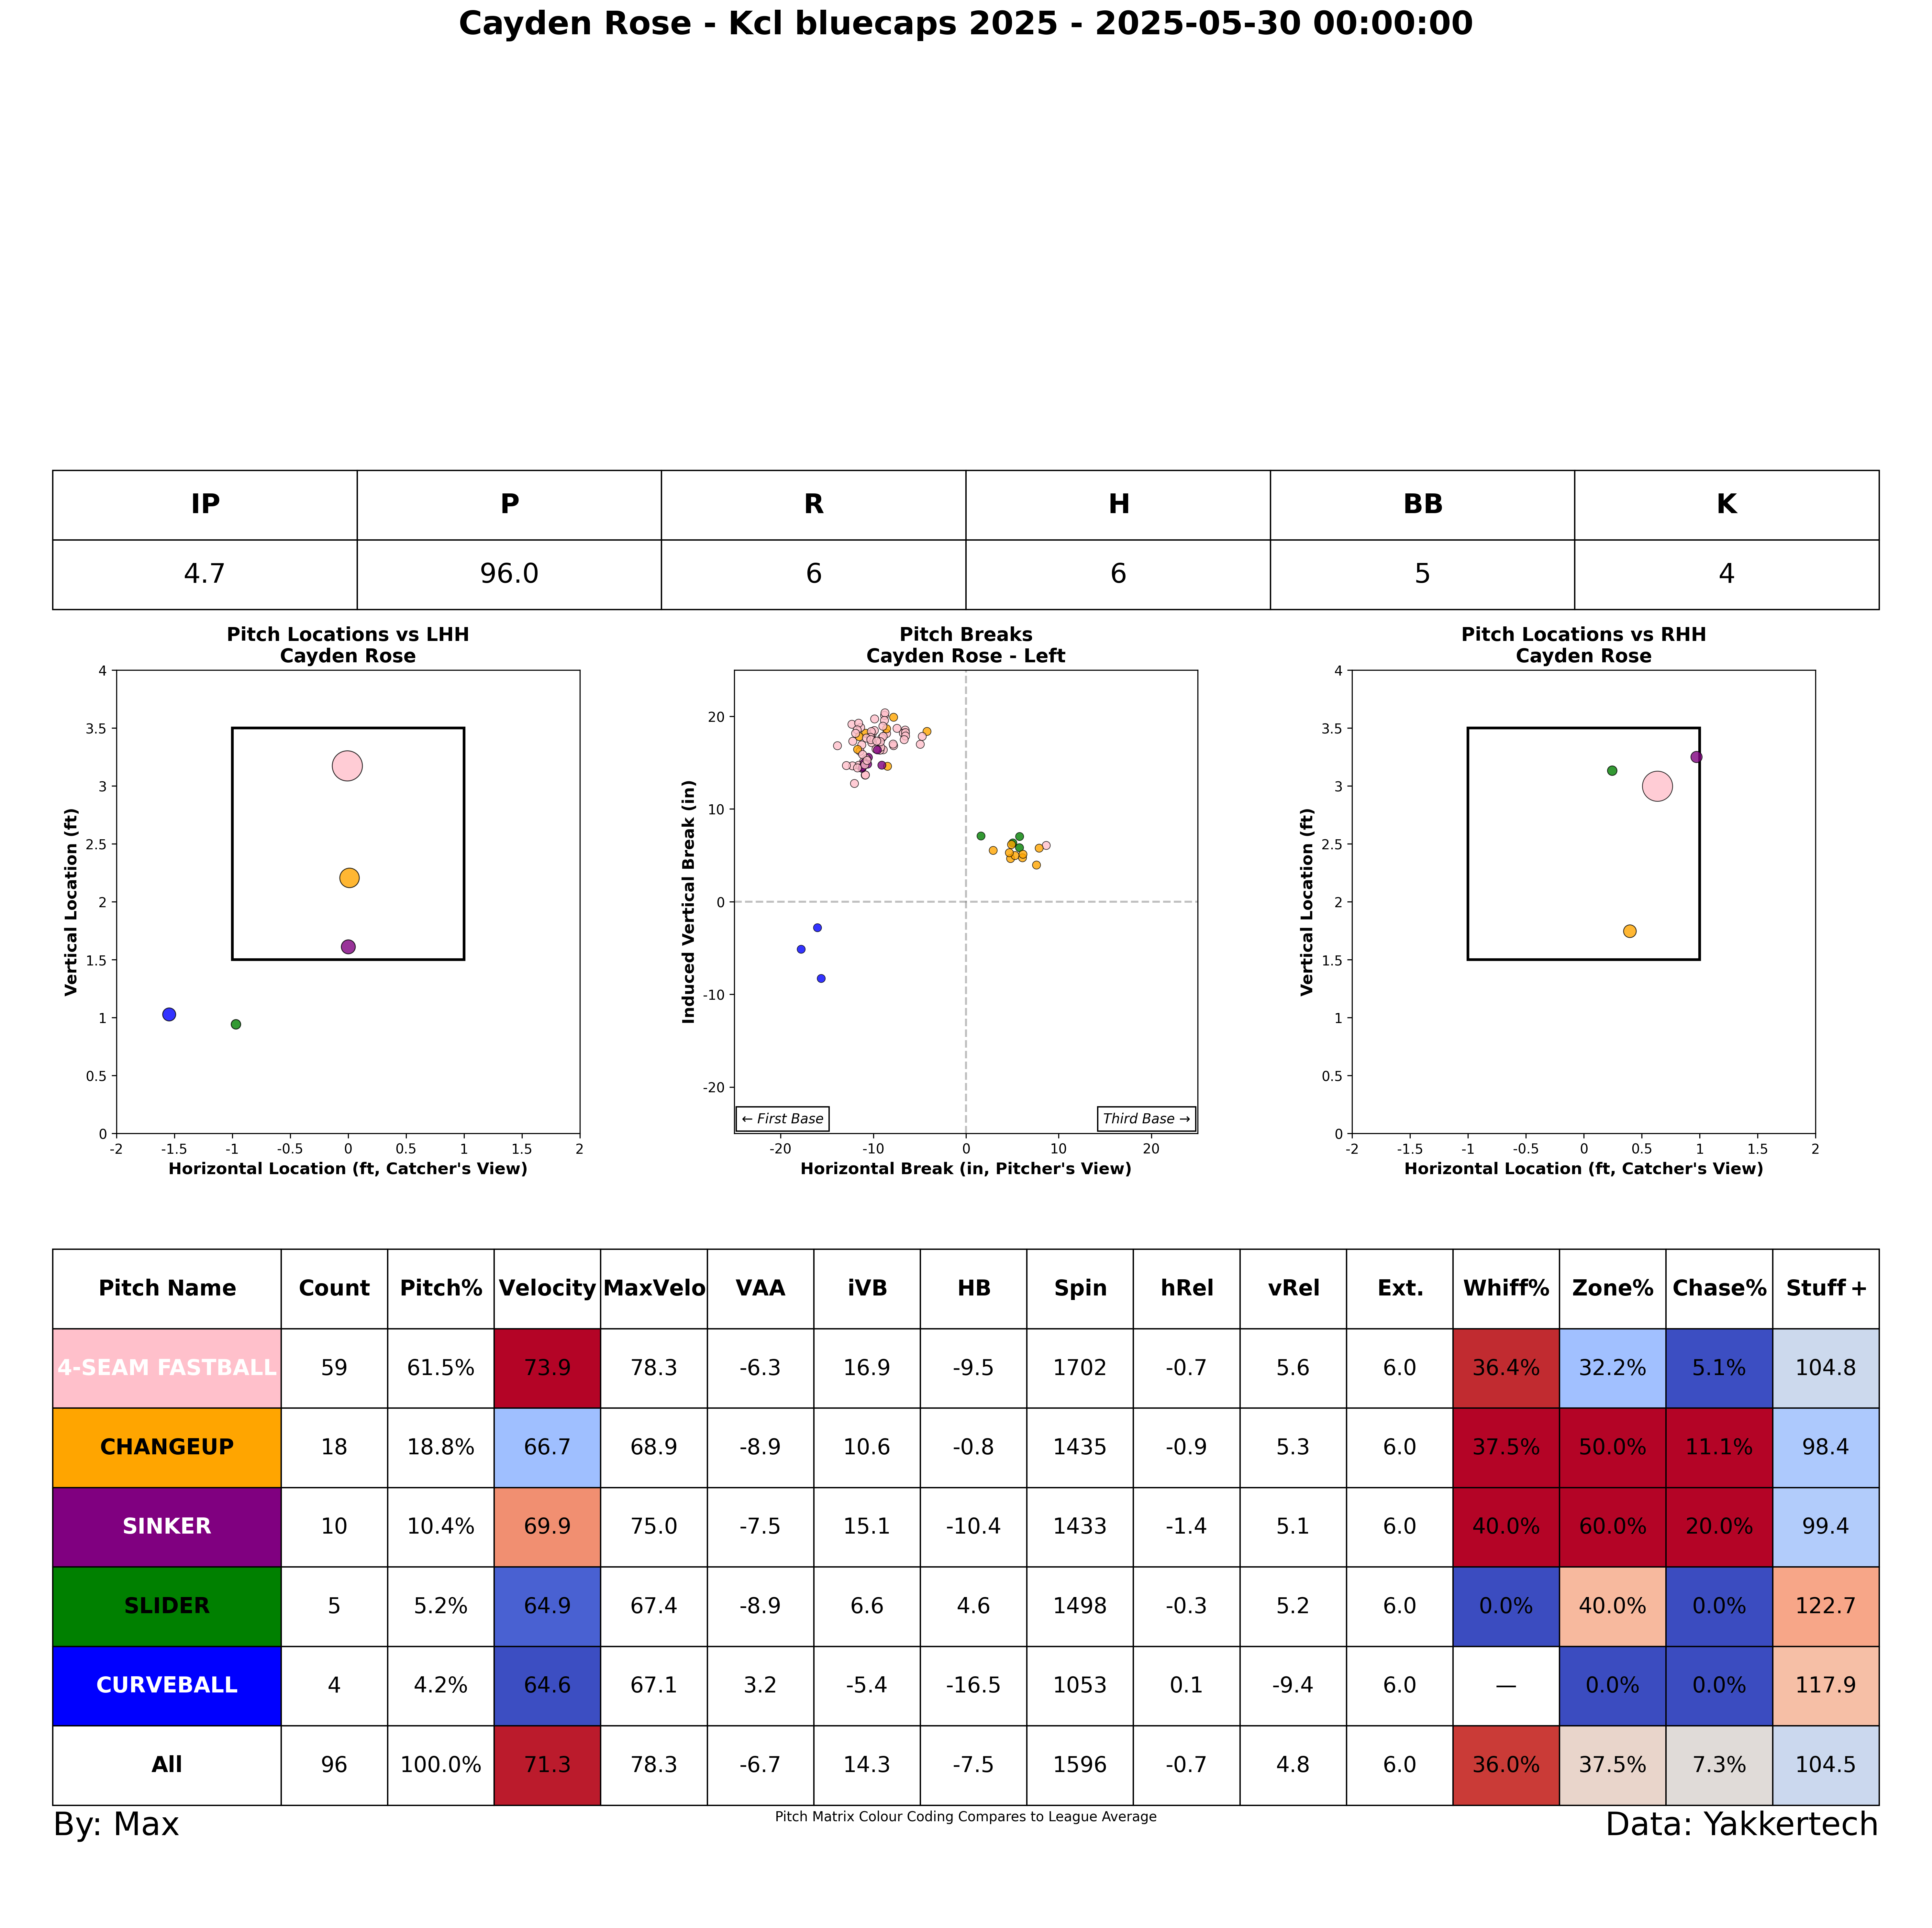 Cayden Rose - Kcl bluecaps 2025 - 2025-05-30 00:00:00
IP P R H BB K
4.7 96.0 6 6 5 4
Pitch Locations vs LHH
Cayden Rose
4
3.5
3
2.5
2
1.5
1
0.5
0
-2 -1.5 -1 -0.5 0 0.5 1 1.5 2
Vertical Location (ft)
Horizontal Location (ft, Catcher's View)
Pitch Breaks
Cayden Rose - Left
20
10
0
-10
-20
← First Base
Third Base →
-20 -10 0 10 20
Induced Vertical Break (in)
Horizontal Break (in, Pitcher's View)
Pitch Locations vs RHH
Cayden Rose
4
3.5
3
2.5
2
1.5
1
0.5
0
-2 -1.5 -1 -0.5 0 0.5 1 1.5 2
Vertical Location (ft)
Horizontal Location (ft, Catcher's View)
Pitch Name Count Pitch% Velocity MaxVelo VAA iVB HB Spin hRel vRel Ext. Whiff% Zone% Chase% Stuff+
4-SEAM FASTBALL 59 61.5% 73.9 78.3 -6.3 16.9 -9.5 1702 -0.7 5.6 6.0 36.4% 32.2% 5.1% 104.8
CHANGEUP 18 18.8% 66.7 68.9 -8.9 10.6 -0.8 1435 -0.9 5.3 6.0 37.5% 50.0% 11.1% 98.4
SINKER 10 10.4% 69.9 75.0 -7.5 15.1 -10.4 1433 -1.4 5.1 6.0 40.0% 60.0% 20.0% 99.4
SLIDER 5 5.2% 64.9 67.4 -8.9 6.6 4.6 1498 -0.3 5.2 6.0 0.0% 40.0% 0.0% 122.7
CURVEBALL 4 4.2% 64.6 67.1 3.2 -5.4 -16.5 1053 0.1 -9.4 6.0 — 0.0% 0.0% 117.9
All 96 100.0% 71.3 78.3 -6.7 14.3 -7.5 1596 -0.7 4.8 6.0 36.0% 37.5% 7.3% 104.5
By: Max
Pitch Matrix Colour Coding Compares to League Average
Data: Yakkertech